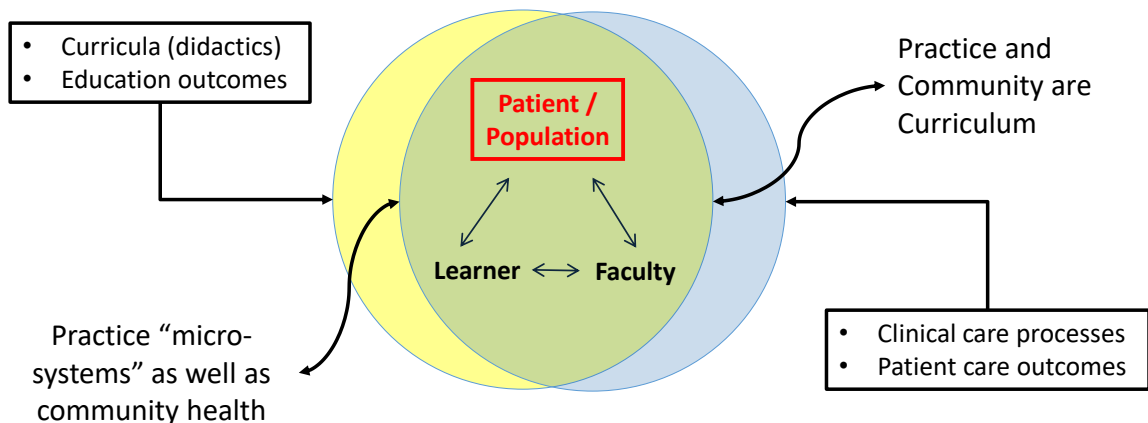 • Curricula (didactics)
• Education outcomes
Patient /
Population
Learner
Faculty
Practice and
Community are
Curriculum
Practice “micro-
systems” as well as
community health
• Clinical care processes
• Patient care outcomes